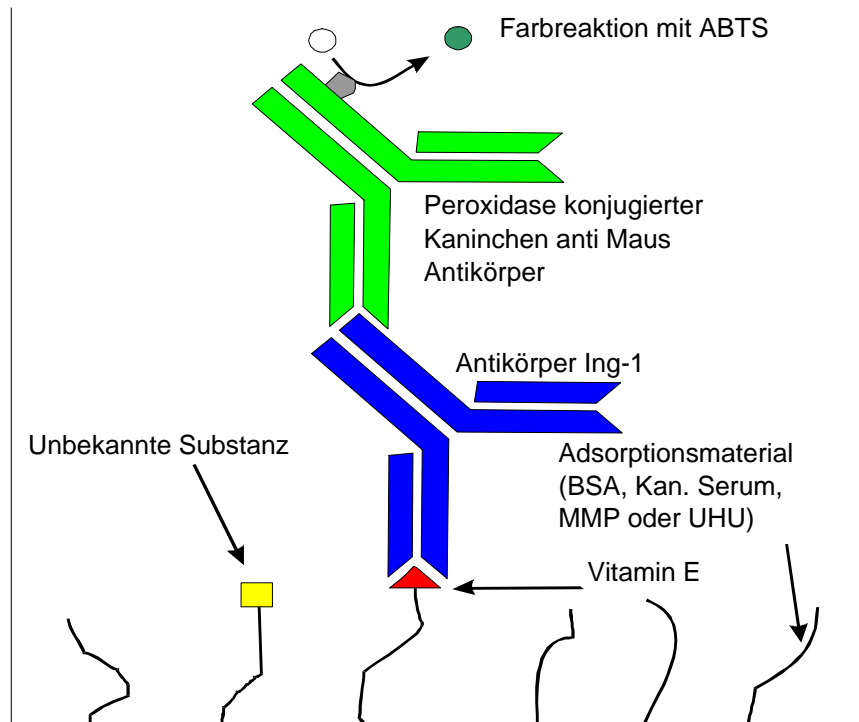 Farbreaktion mit ABTS
Peroxidase konjugierter
Kaninchen anti Maus
Antikörper
Antikörper Ing-1
Unbekannte Substanz
Adsorptionsmaterial
(BSA, Kan. Serum,
MMP oder UHU)
Vitamin E